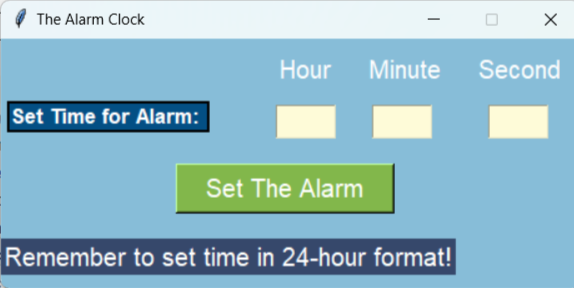 The Alarm Clock
Hour Minute Second
Set Time for Alarm:
Set The Alarm
Remember to set time in 24-hour format!